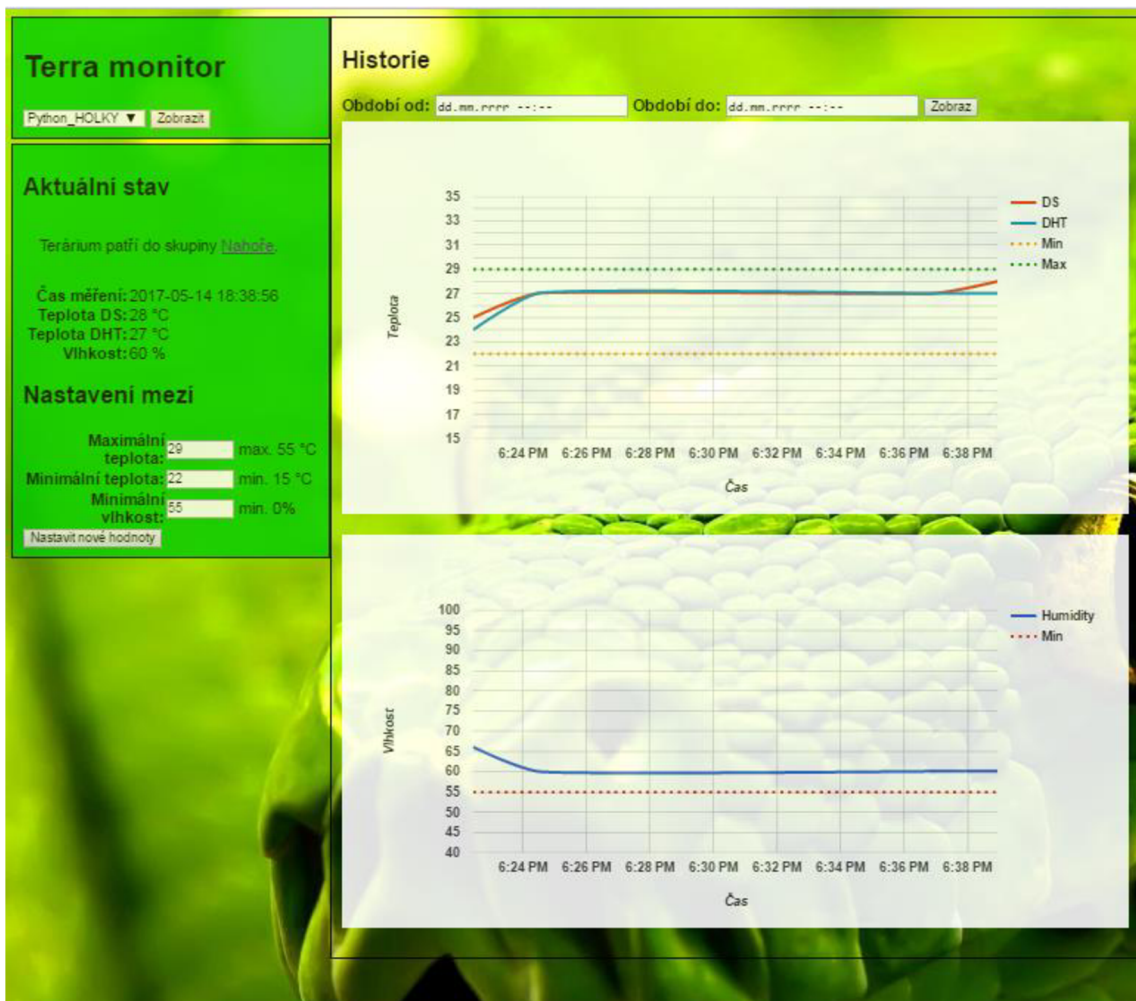 Terra monitor
Python_HOLKY ▼ Zobrazit
Aktuální stav
Terárium patří do skupiny Nahoře.
Čas měření: 2017-05-14 18:38:56
Teplota DS: 28 °C
Teplota DHT: 27 °C
Vlhkost: 60 %
Nastavení mezí
Maximální
teplota: 29 max. 55 °C
Minimální teplota: 22 min. 15 °C
Minimální
vlhkost: 55 min. 0%
Nastavit nové hodnoty
Historie
Období od: dd.mm.rrrr --:-- Období do: dd.mm.rrrr --:-- Zobraz
35
33
31
29
27
25
23
21
19
17
15
Teplota
6:24 PM 6:26 PM 6:28 PM 6:30 PM 6:32 PM 6:34 PM 6:36 PM 6:38 PM
Čas
DS
DHT
Min
Max
100
95
90
85
80
75
70
65
60
55
50
45
40
Vlhkost
6:24 PM 6:26 PM 6:28 PM 6:30 PM 6:32 PM 6:34 PM 6:36 PM 6:38 PM
Čas
Humidity
Min